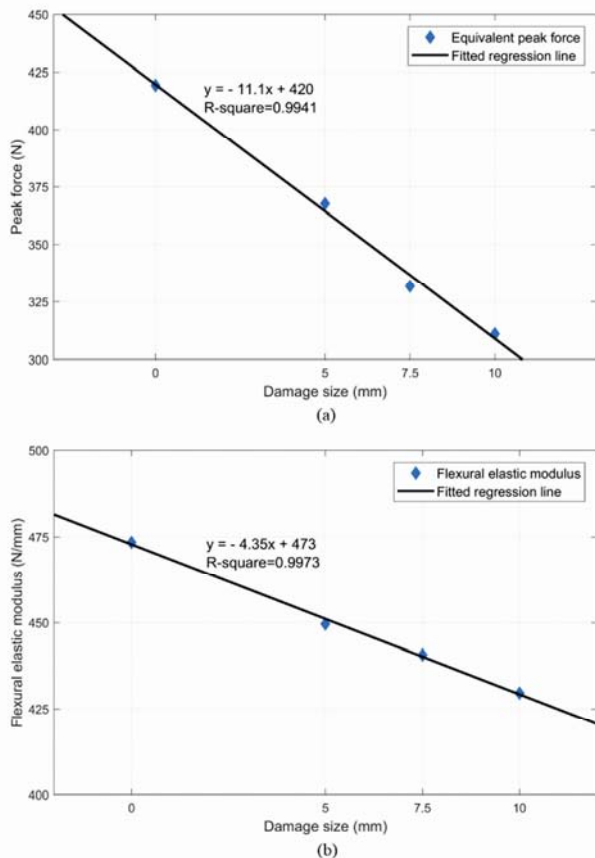 450
Equivalent peak force
Fitted regression line
425
y = - 11.1x + 420
R-square=0.9941
400
Peak force (N)
375
350
325
300
0 5 7.5 10
Damage size (mm)
(a)
500
Flexural elastic modulus
Fitted regression line
475
y = - 4.35x + 473
R-square=0.9973
Flexural elastic modulus (N/mm)
450
425
400
0 5 7.5 10
Damage size (mm)
(b)